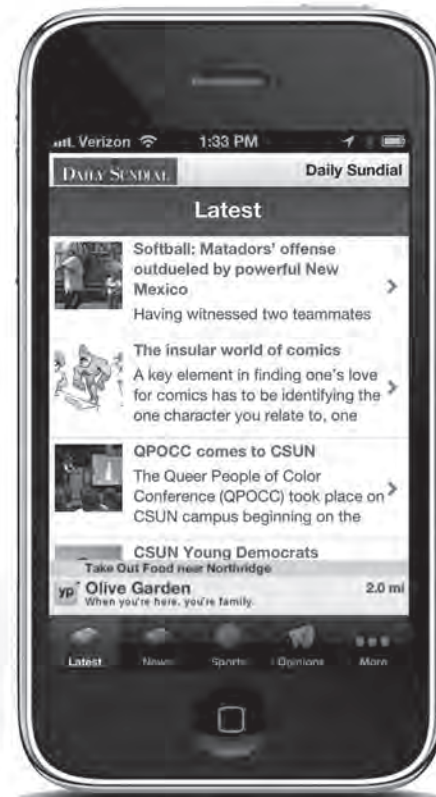 Verizon 1:33 PM
DAILY SUNDIAL Daily Sundial
Latest
Softball: Matadors' offense
outdueled by powerful New
Mexico
Having witnessed two teammates
The insular world of comics
A key element in finding one's love
for comics has to be identifying the
one character you relate to, one
QPOCC comes to CSUN
The Queer People of Color
Conference (QPOCC) took place on
CSUN campus beginning on the
CSUN Young Democrats
Take Out Food near Northridge
yp Olive Garden 2.0 mi
When you're here, you're family.
Latest News Sports Opinions More